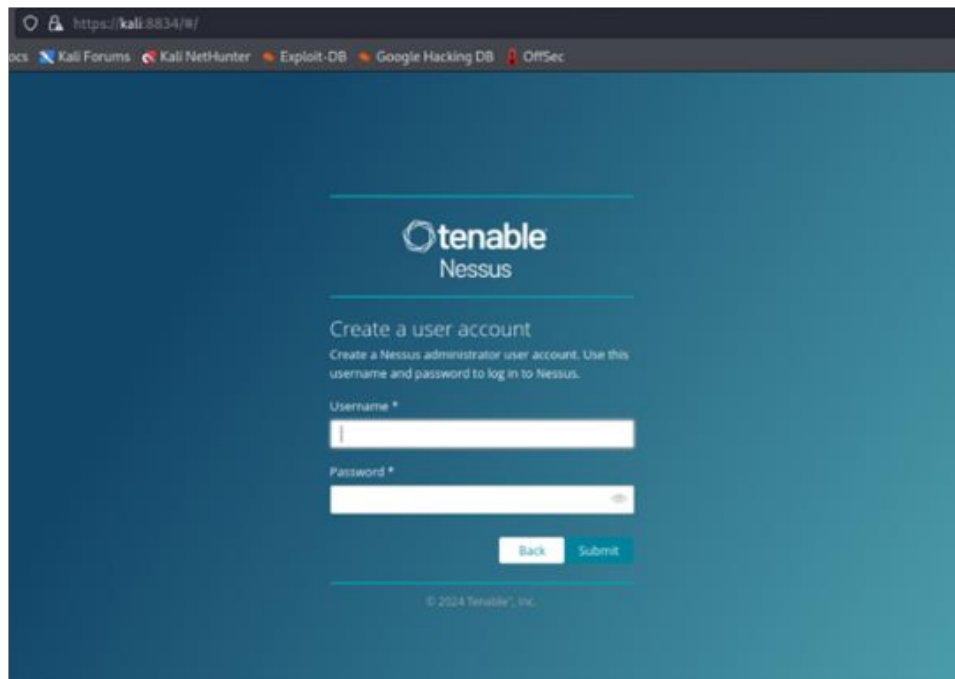 https://kali:8834/#/
ocs Kali Forums Kali NetHunter Exploit-DB Google Hacking DB OffSec
tenable
Nessus
Create a user account
Create a Nessus administrator user account. Use this
username and password to log in to Nessus.
Username *
Password *
Back Submit
© 2024 Tenable™, Inc.